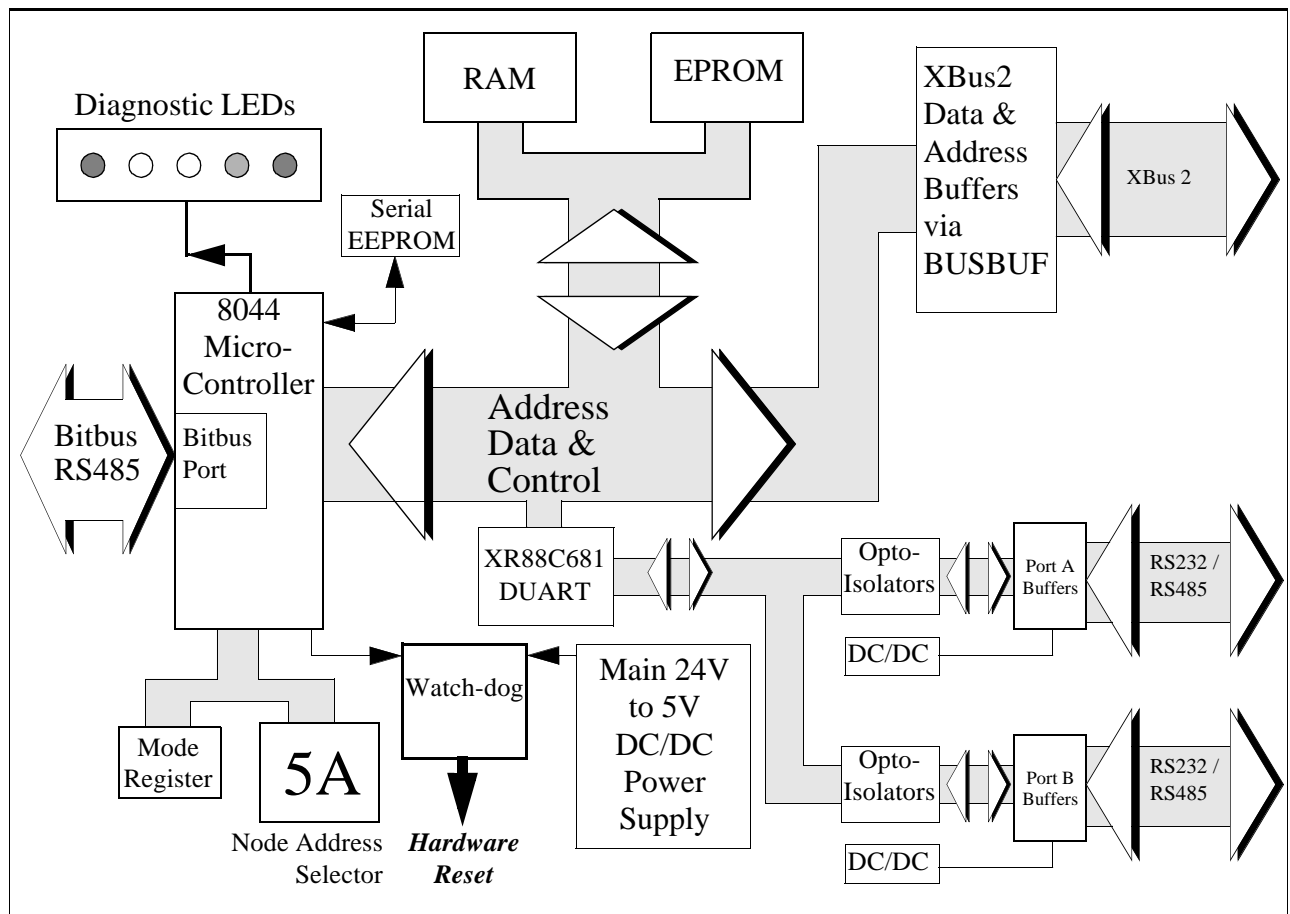 RAM
EPROM
XBus2
Data &
Address
Buffers
via
BUSBUF
XBus 2
Diagnostic LEDs
Serial
EEPROM
8044
Micro-
Controller
Bitbus
RS485
Bitbus
Port
Address
Data &
Control
XR88C681
DUART
Opto-
Isolators
Port A
Buffers
RS232 /
RS485
DC/DC
Watch-dog
Main 24V
to 5V
DC/DC
Power
Supply
Mode
Register
5A
Node Address
Selector
Hardware
Reset
Opto-
Isolators
Port B
Buffers
RS232 /
RS485
DC/DC